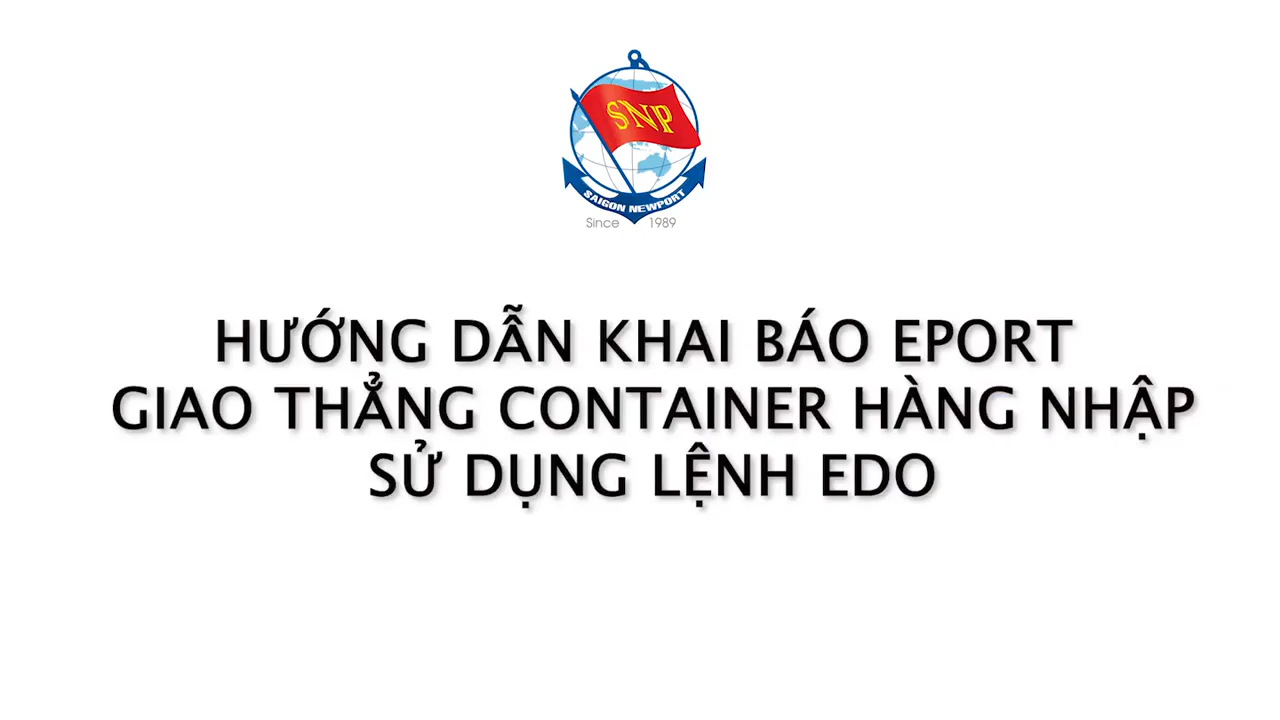 SNP
SAIGON NEWPORT
Since 1989
HƯỚNG DẪN KHAI BÁO EPORT
GIAO THẲNG CONTAINER HÀNG NHẬP
SỬ DỤNG LỆNH EDO